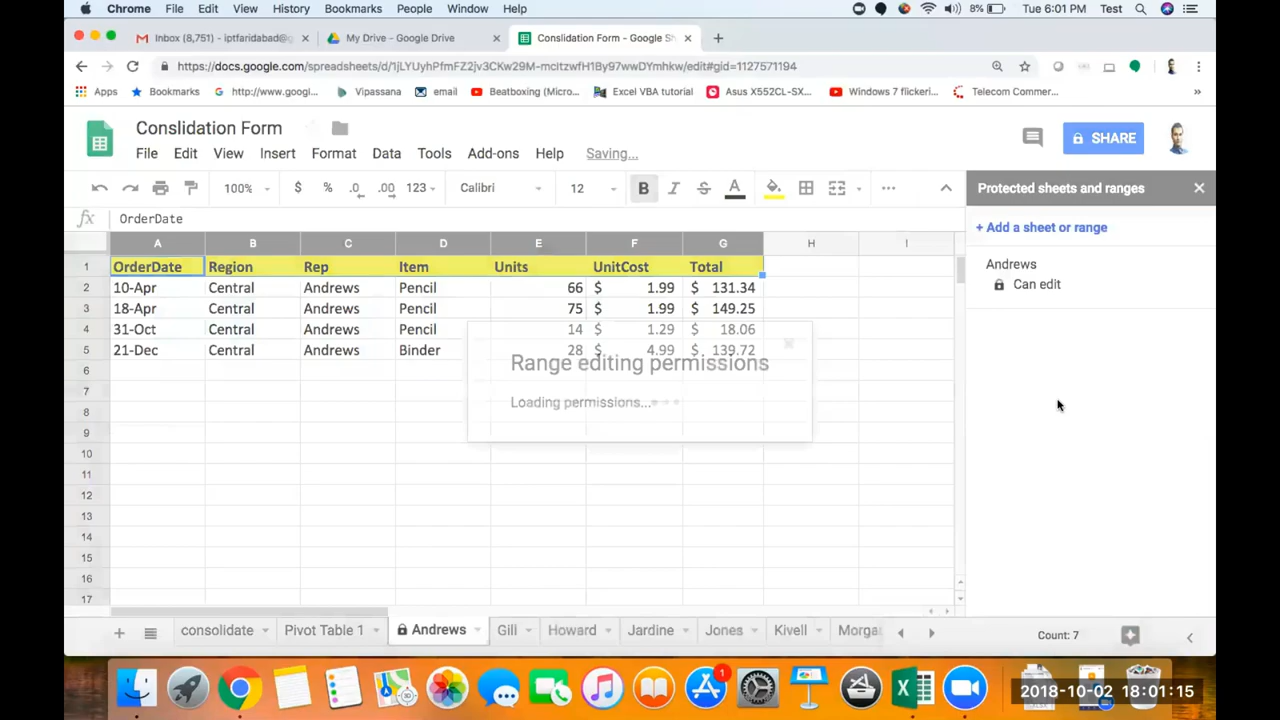 Chrome File Edit View History Bookmarks People Window Help 8% Tue 6:01 PM Test
Inbox (8,751) - iptfaridabad@g My Drive - Google Drive Conslidation Form - Google Sh
https://docs.google.com/spreadsheets/d/1jLYUyhPfmFZ2jv3CKw29M-mcitzwfH1By97wwDYmhkw/edit#gid=1127571194
Apps Bookmarks http://www.googl... Vipassana email Beatboxing (Micro... Excel VBA tutorial Asus X552CL-SX... Windows 7 flickeri... Telecom Commer... »
Conslidation Form
File Edit View Insert Format Data Tools Add-ons Help Saving...
SHARE
100% $ % .0 .00 123 Calibri 12 B I S A
Protected sheets and ranges
fx OrderDate
+ Add a sheet or range
A B C D E F G H I
1 OrderDate Region Rep Item Units UnitCost Total
Andrews
2 10-Apr Central Andrews Pencil 66 $ 1.99 $ 131.34
Can edit
3 18-Apr Central Andrews Pencil 75 $ 1.99 $ 149.25
4 31-Oct Central Andrews Pencil 14 $ 1.29 $ 18.06
5 21-Dec Central Andrews Binder 28 $ 4.99 $ 139.72
Range editing permissions
Loading permissions...
6
7
8
9
10
11
12
13
14
15
16
17
consolidate Pivot Table 1 Andrews Gill Howard Jardine Jones Kivell Morga
Count: 7
1
2018-10-02 18:01:15